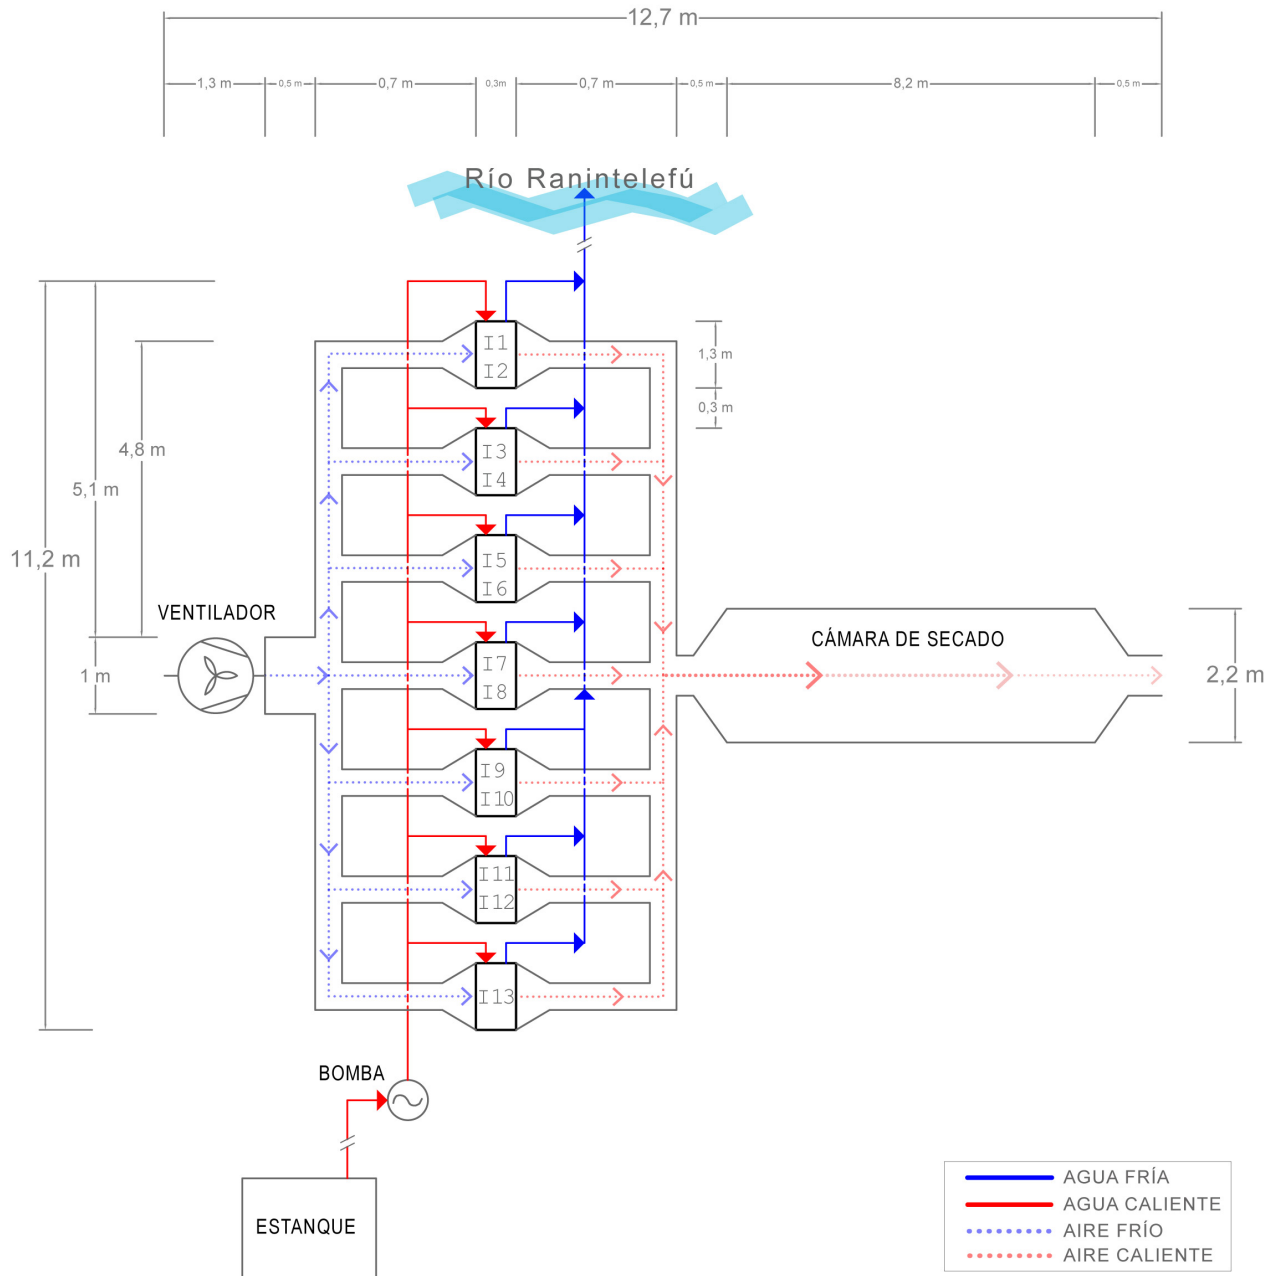 12,7 m
1,3 m
0,5 m
0,7 m
0,3m
0,7 m
0,5 m
8,2 m
0,5 m
Río Ranintelefú
I1
I2
1,3 m
0,3 m
4,8 m
I3
I4
5,1 m
11,2 m
I5
I6
VENTILADOR
CÁMARA DE SECADO
I7
I8
1 m
2,2 m
I9
I10
I11
I12
I13
BOMBA
ESTANQUE
AGUA FRÍA
AGUA CALIENTE
AIRE FRÍO
AIRE CALIENTE